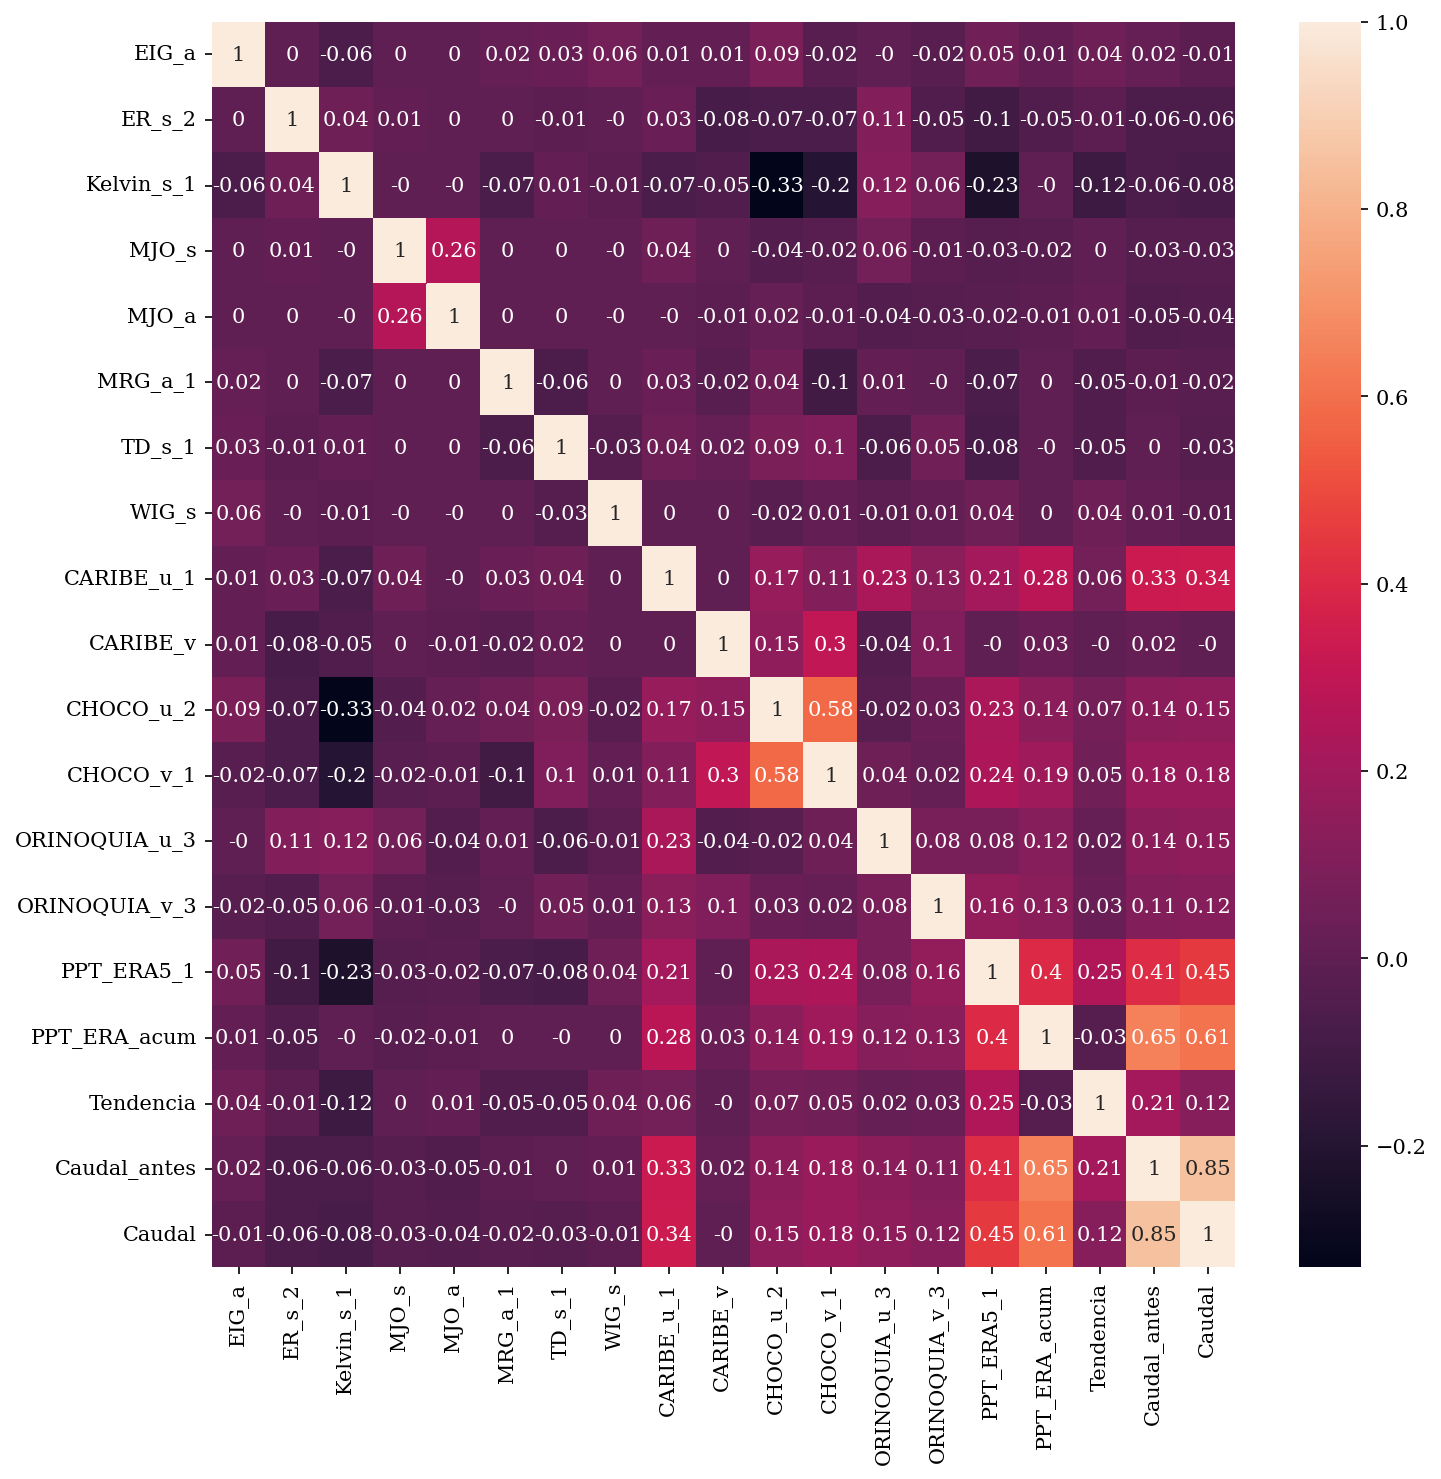 EIG_a 1 0 -0.06 0 0 0.02 0.03 0.06 0.01 0.01 0.09 -0.02 -0 -0.02 0.05 0.01 0.04 0.02 -0.01
ER_s_2 0 1 0.04 0.01 0 0 -0.01 -0 0.03 -0.08 -0.07 -0.07 0.11 -0.05 -0.1 -0.05 -0.01 -0.06 -0.06
Kelvin_s_1 -0.06 0.04 1 -0 -0 -0.07 0.01 -0.01 -0.07 -0.05 -0.33 -0.2 0.12 0.06 -0.23 -0 -0.12 -0.06 -0.08
MJO_s 0 0.01 -0 1 0.26 0 0 -0 0.04 0 -0.04 -0.02 0.06 -0.01 -0.03 -0.02 0 -0.03 -0.03
MJO_a 0 0 -0 0.26 1 0 0 -0 -0 -0.01 0.02 -0.01 -0.04 -0.03 -0.02 -0.01 0.01 -0.05 -0.04
MRG_a_1 0.02 0 -0.07 0 0 1 -0.06 0 0.03 -0.02 0.04 -0.1 0.01 -0 -0.07 0 -0.05 -0.01 -0.02
TD_s_1 0.03 -0.01 0.01 0 0 -0.06 1 -0.03 0.04 0.02 0.09 0.1 -0.06 0.05 -0.08 -0 -0.05 0 -0.03
WIG_s 0.06 -0 -0.01 -0 -0 0 -0.03 1 0 0 -0.02 0.01 -0.01 0.01 0.04 0 0.04 0.01 -0.01
CARIBE_u_1 0.01 0.03 -0.07 0.04 -0 0.03 0.04 0 1 0 0.17 0.11 0.23 0.13 0.21 0.28 0.06 0.33 0.34
CARIBE_v 0.01 -0.08 -0.05 0 -0.01 -0.02 0.02 0 0 1 0.15 0.3 -0.04 0.1 -0 0.03 -0 0.02 -0
CHOCO_u_2 0.09 -0.07 -0.33 -0.04 0.02 0.04 0.09 -0.02 0.17 0.15 1 0.58 -0.02 0.03 0.23 0.14 0.07 0.14 0.15
CHOCO_v_1 -0.02 -0.07 -0.2 -0.02 -0.01 -0.1 0.1 0.01 0.11 0.3 0.58 1 0.04 0.02 0.24 0.19 0.05 0.18 0.18
ORINOQUIA_u_3 -0 0.11 0.12 0.06 -0.04 0.01 -0.06 -0.01 0.23 -0.04 -0.02 0.04 1 0.08 0.08 0.12 0.02 0.14 0.15
ORINOQUIA_v_3 -0.02 -0.05 0.06 -0.01 -0.03 -0 0.05 0.01 0.13 0.1 0.03 0.02 0.08 1 0.16 0.13 0.03 0.11 0.12
PPT_ERA5_1 0.05 -0.1 -0.23 -0.03 -0.02 -0.07 -0.08 0.04 0.21 -0 0.23 0.24 0.08 0.16 1 0.4 0.25 0.41 0.45
PPT_ERA_acum 0.01 -0.05 -0 -0.02 -0.01 0 -0 0 0.28 0.03 0.14 0.19 0.12 0.13 0.4 1 -0.03 0.65 0.61
Tendencia 0.04 -0.01 -0.12 0 0.01 -0.05 -0.05 0.04 0.06 -0 0.07 0.05 0.02 0.03 0.25 -0.03 1 0.21 0.12
Caudal_antes 0.02 -0.06 -0.06 -0.03 -0.05 -0.01 0 0.01 0.33 0.02 0.14 0.18 0.14 0.11 0.41 0.65 0.21 1 0.85
Caudal -0.01 -0.06 -0.08 -0.03 -0.04 -0.02 -0.03 -0.01 0.34 -0 0.15 0.18 0.15 0.12 0.45 0.61 0.12 0.85 1
EIG_a
ER_s_2
Kelvin_s_1
MJO_s
MJO_a
MRG_a_1
TD_s_1
WIG_s
CARIBE_u_1
CARIBE_v
CHOCO_u_2
CHOCO_v_1
ORINOQUIA_u_3
ORINOQUIA_v_3
PPT_ERA5_1
PPT_ERA_acum
Tendencia
Caudal_antes
Caudal
1.0
0.8
0.6
0.4
0.2
0.0
−0.2